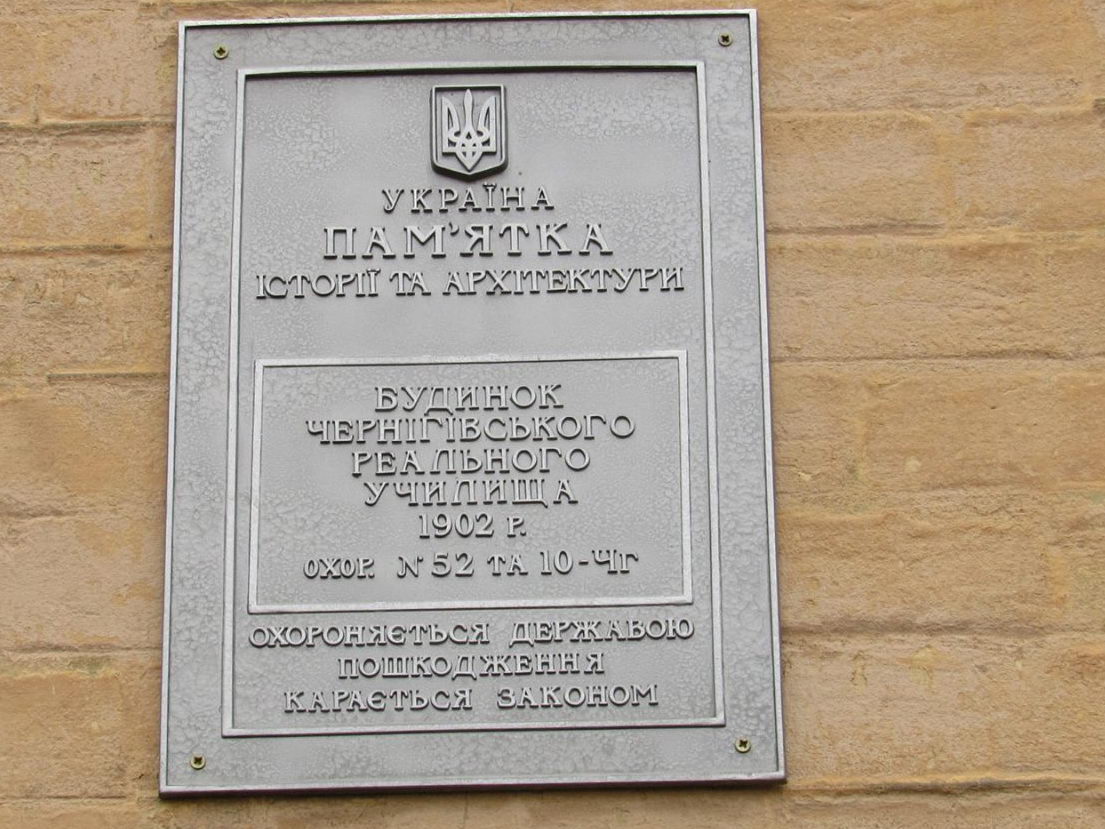 УКРАЇНА
ПАМ'ЯТКА
ІСТОРІЇ ТА АРХІТЕКТУРИ
БУДИНОК
ЧЕРНІГІВСЬКОГО
РЕАЛЬНОГО
УЧИЛИЩА
1902 Р.
ОХОР. № 52 ТА 10-ЧГ
ОХОРОНЯЄТЬСЯ ДЕРЖАВОЮ
ПОШКОДЖЕННЯ
КАРАЄТЬСЯ ЗАКОНОМ